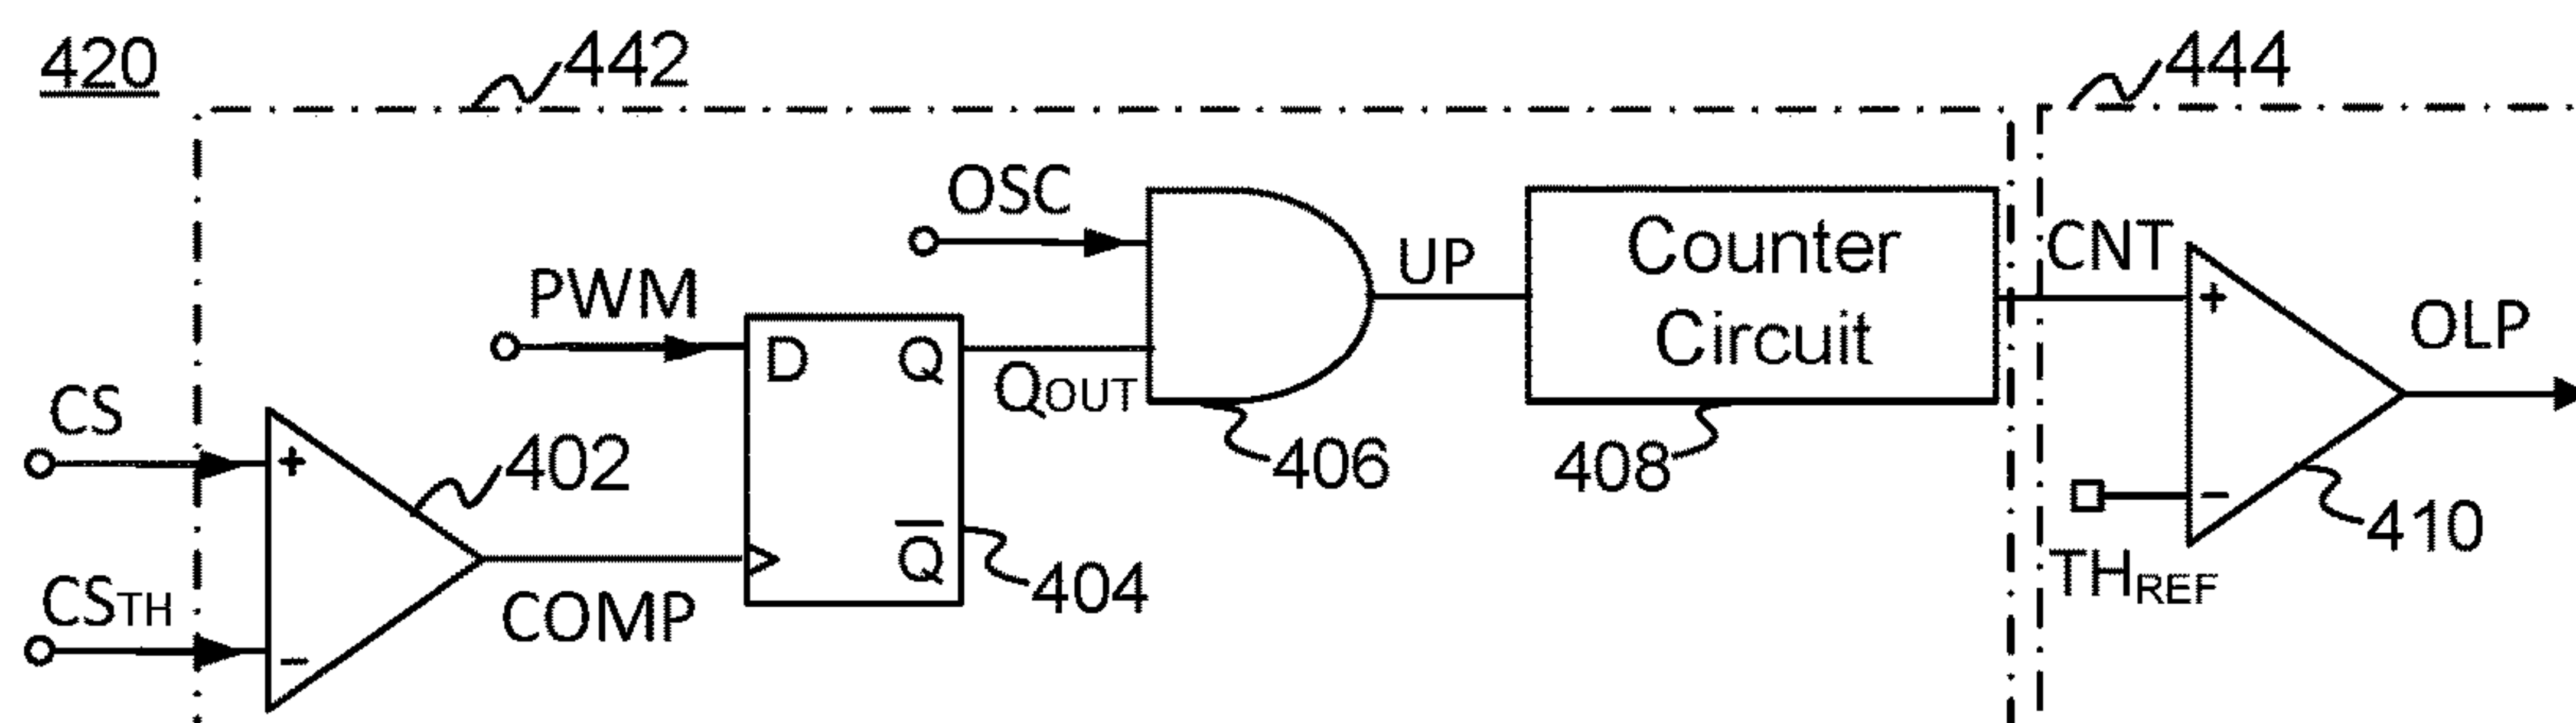 420
442
444
OSC
CNT
UP
Counter
Circuit
PWM
OLP
+
D
Q
QOUT
CS
+
402
406
408
−
410
Q̅
404
THREF
CSTH
COMP
−